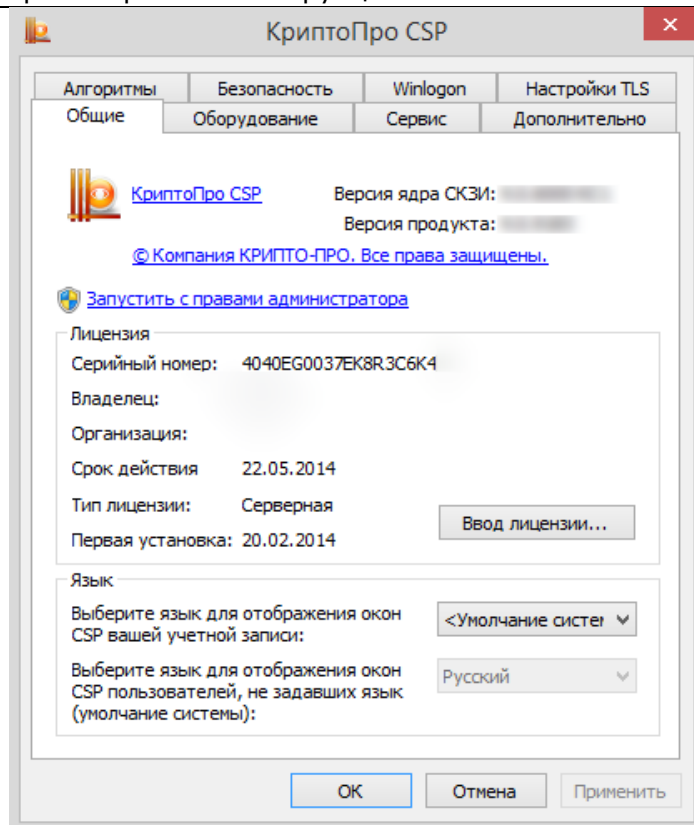 КриптоПро CSP
Алгоритмы Безопасность Winlogon Настройки TLS
Общие Оборудование Сервис Дополнительно
КриптоПро CSP Версия ядра СКЗИ:
Версия продукта:
© Компания КРИПТО-ПРО. Все права защищены.
Запустить с правами администратора
Лицензия
Серийный номер: 4040EG0037EK8R3C6K4
Владелец:
Организация:
Срок действия 22.05.2014
Тип лицензии: Серверная
Ввод лицензии...
Первая установка: 20.02.2014
Язык
Выберите язык для отображения окон
CSP вашей учетной записи:
<Умолчание систе
Выберите язык для отображения окон
CSP пользователей, не задавших язык
(умолчание системы):
Русский
ОК Отмена Применить